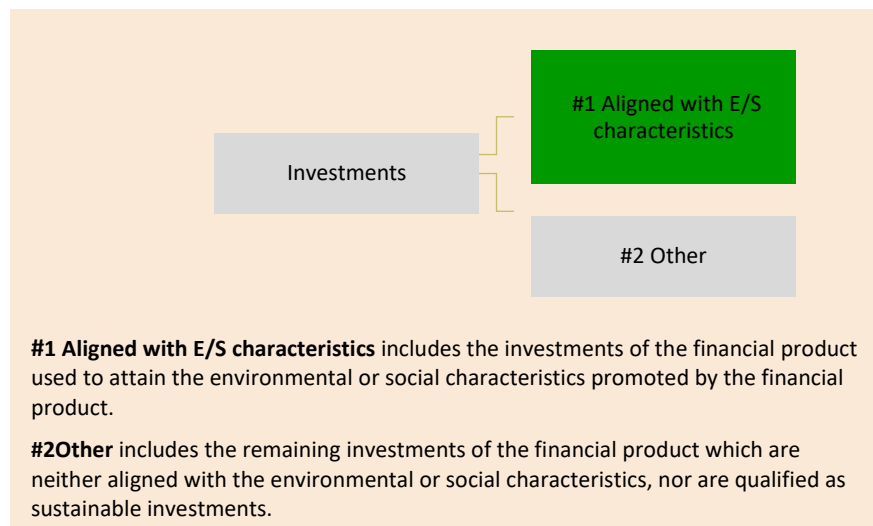 #1 Aligned with E/S
characteristics
Investments
#2 Other
#1 Aligned with E/S characteristics includes the investments of the financial product
used to attain the environmental or social characteristics promoted by the financial
product.
#2Other includes the remaining investments of the financial product which are
neither aligned with the environmental or social characteristics, nor are qualified as
sustainable investments.